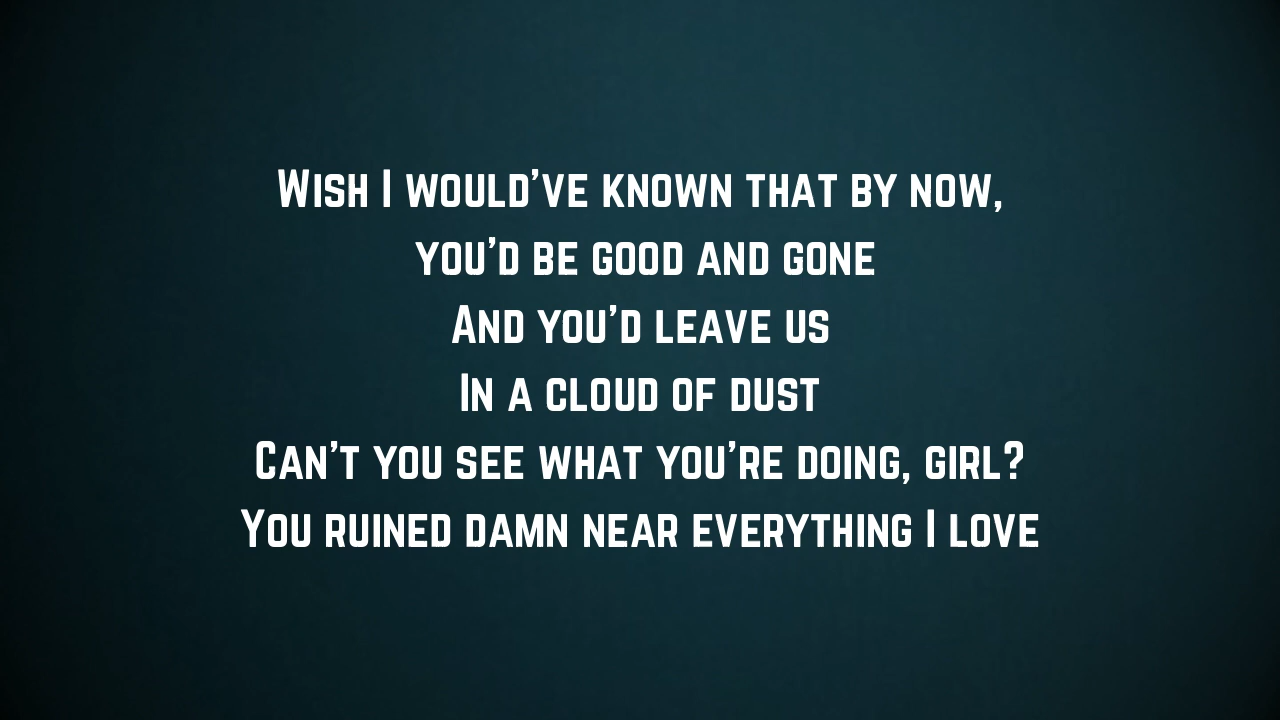 Wish I would've known that by now,
you'd be good and gone
And you'd leave us
In a cloud of dust
Can't you see what you're doing, girl?
You ruined damn near everything I love